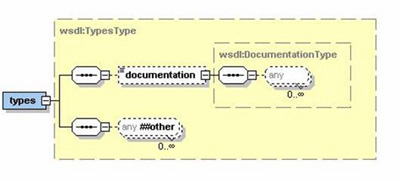 wsdl:TypesType
wsdl:DocumentationType
documentation
any
0..∞
types
any ##other
0..∞